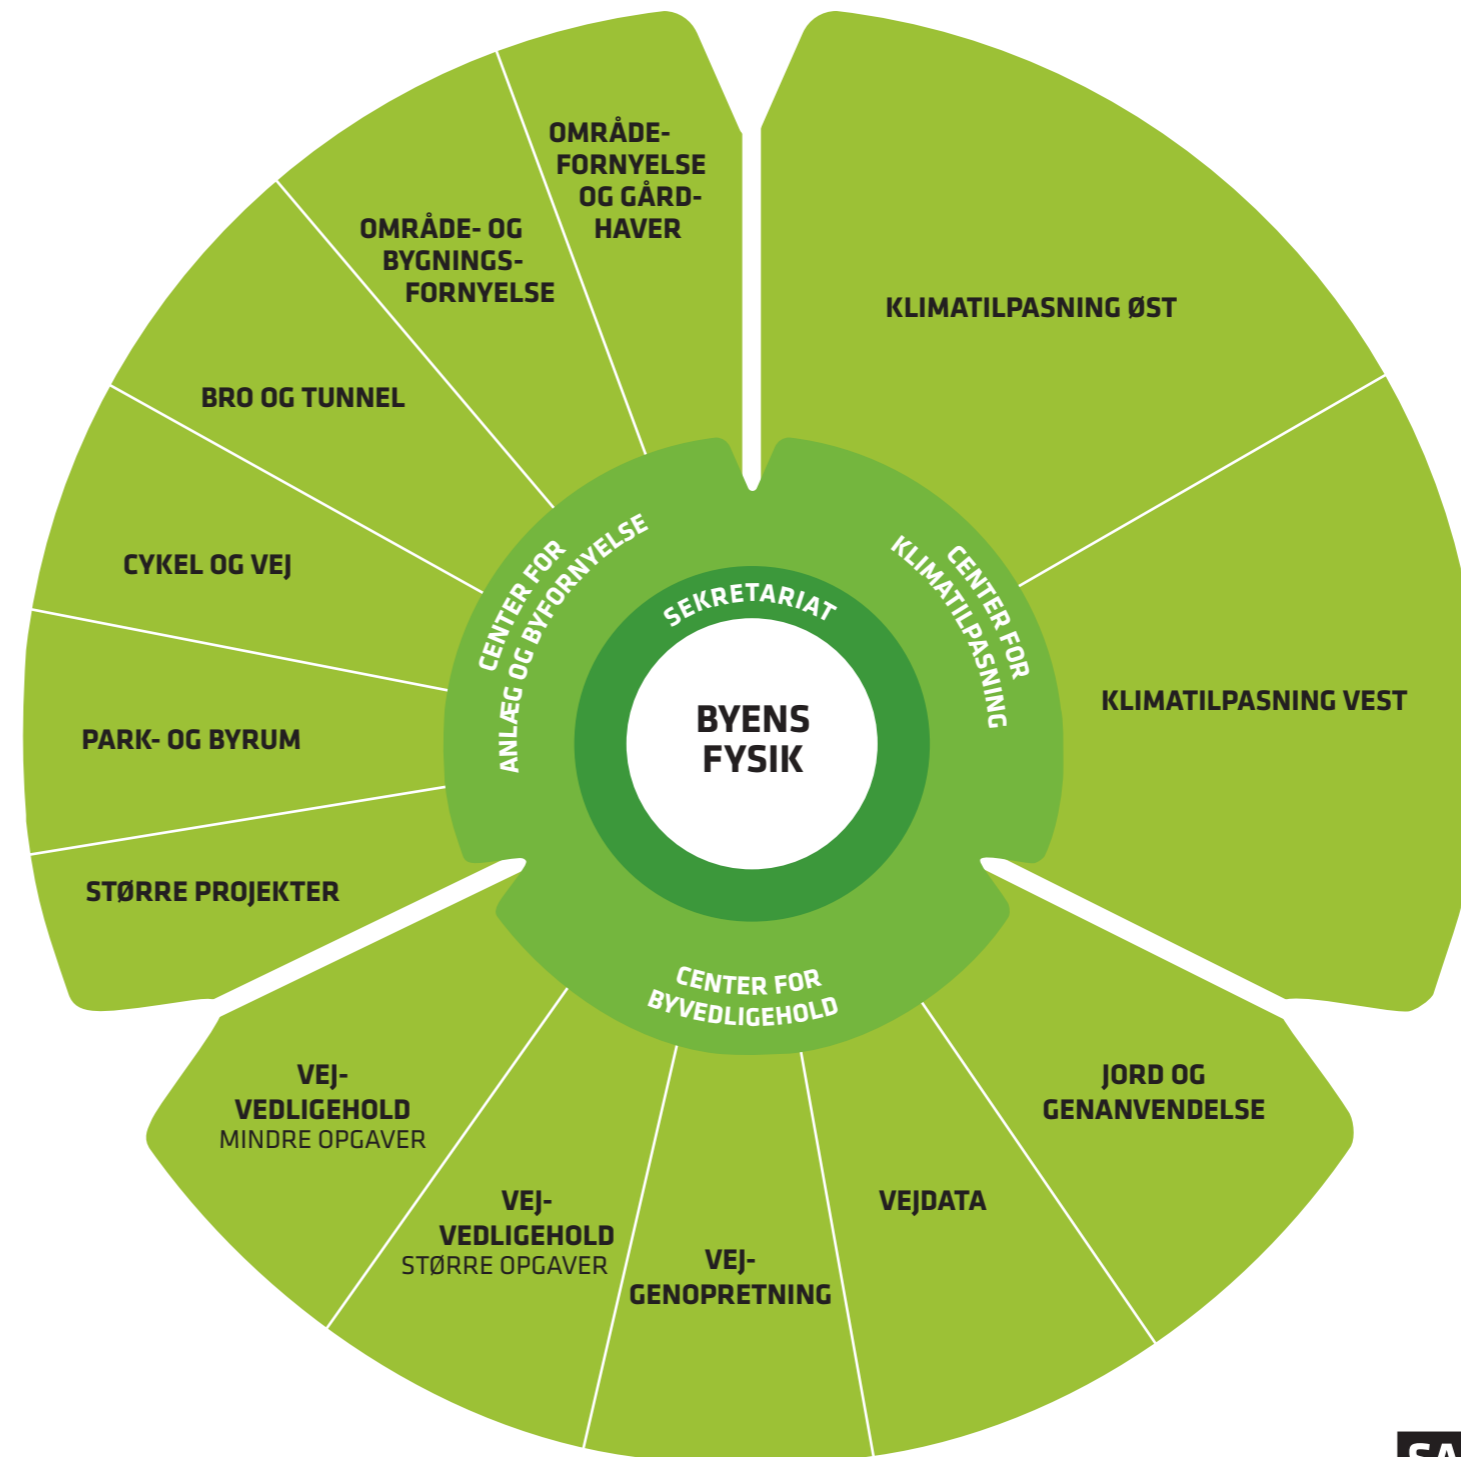 OMRÅDE-
FORNYELSE
OG GÅRD-
HAVER
OMRÅDE- OG
BYGNINGS-
FORNYELSE
BRO OG TUNNEL
CYKEL OG VEJ
PARK- OG BYRUM
STØRRE PROJEKTER
CENTER FOR
ANLÆG OG BYFORNYELSE
KLIMATILPASNING ØST
KLIMATILPASNING VEST
CENTER FOR
KLIMATILPASNING
SEKRETARIAT
BYENS
FYSIK
CENTER FOR
BYVEDLIGEHOLD
VEJ-
VEDLIGEHOLD
MINDRE OPGAVER
VEJ-
VEDLIGEHOLD
STØRRE OPGAVER
VEJ-
GENOPRETNING
VEJDATA
JORD OG
GENANVENDELSE